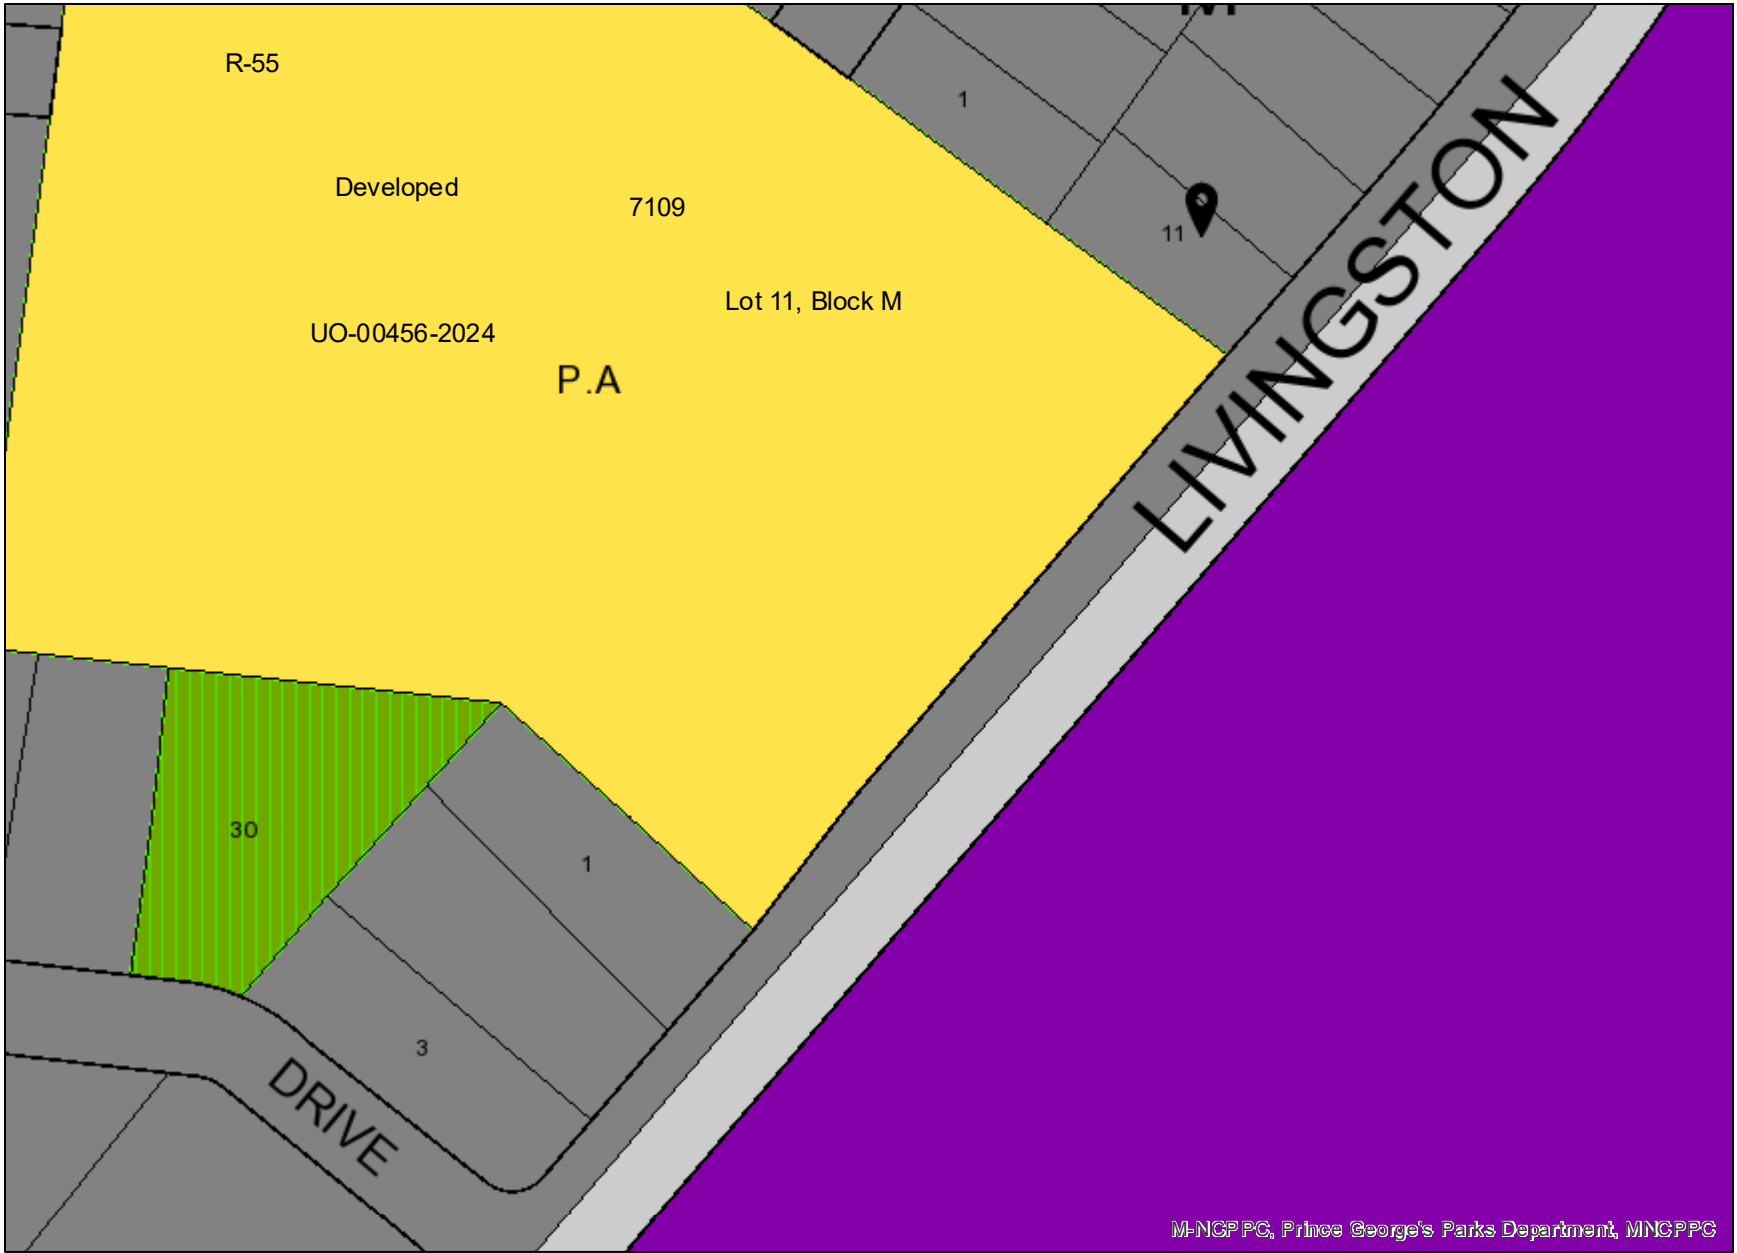 M
R-55
1
Developed
7109
11
Lot 11, Block M
UO-00456-2024
P.A
LIVINGSTON
30
1
3
DRIVE
M-NCPPC, Prince George's Parks Department, MNCPPC